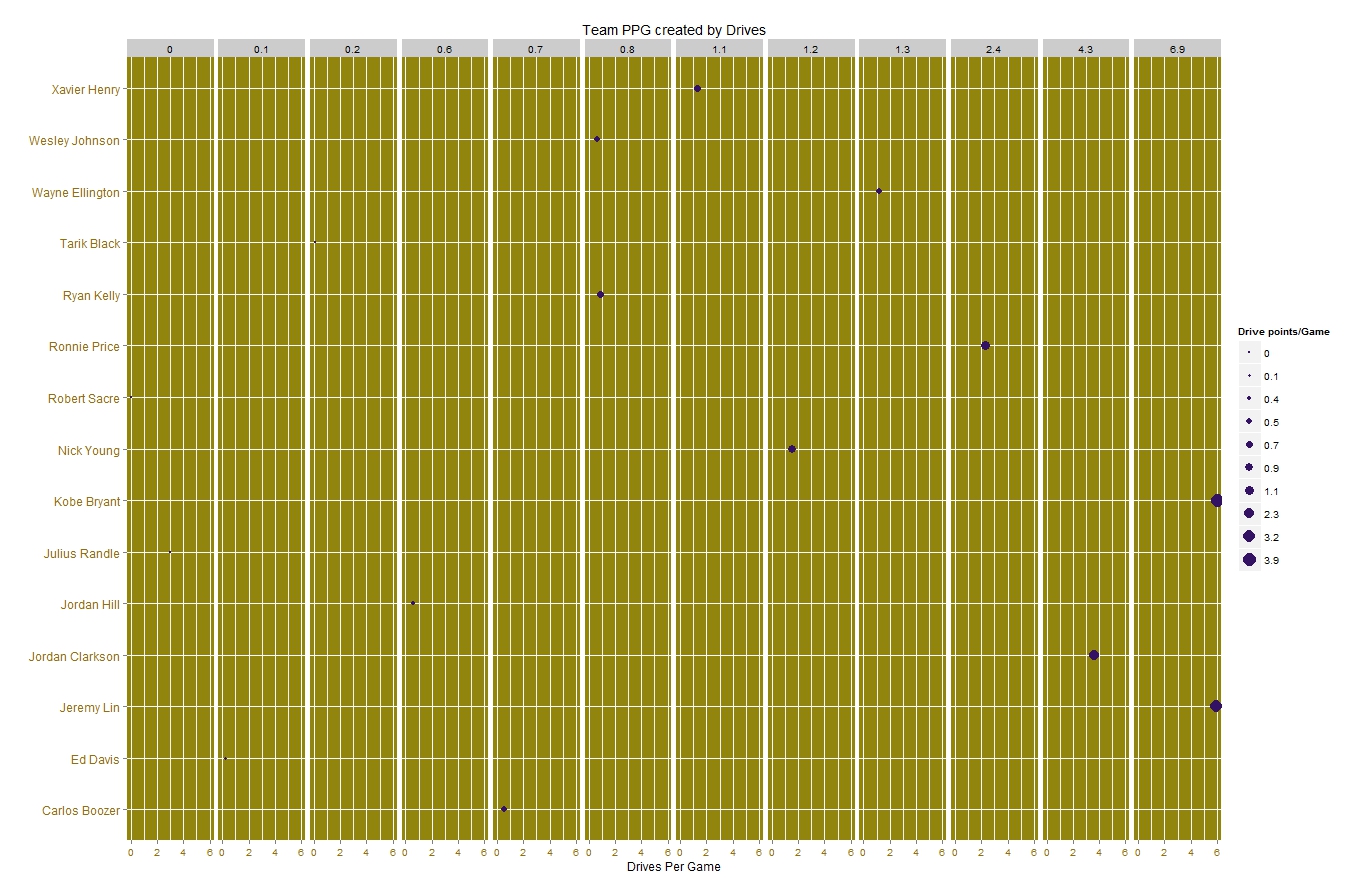 Team PPG created by Drives
0 0.1 0.2 0.6 0.7 0.8 1.1 1.2 1.3 2.4 4.3 6.9
Xavier Henry
Wesley Johnson
Wayne Ellington
Tarik Black
Ryan Kelly
Ronnie Price
Robert Sacre
Nick Young
Kobe Bryant
Julius Randle
Jordan Hill
Jordan Clarkson
Jeremy Lin
Ed Davis
Carlos Boozer
0 2 4 6 0 2 4 6 0 2 4 6 0 2 4 6 0 2 4 6 0 2 4 6 0 2 4 6 0 2 4 6 0 2 4 6 0 2 4 6 0 2 4 6 0 2 4 6
Drives Per Game
Drive points/Game
0
0.1
0.4
0.5
0.7
0.9
1.1
2.3
3.2
3.9